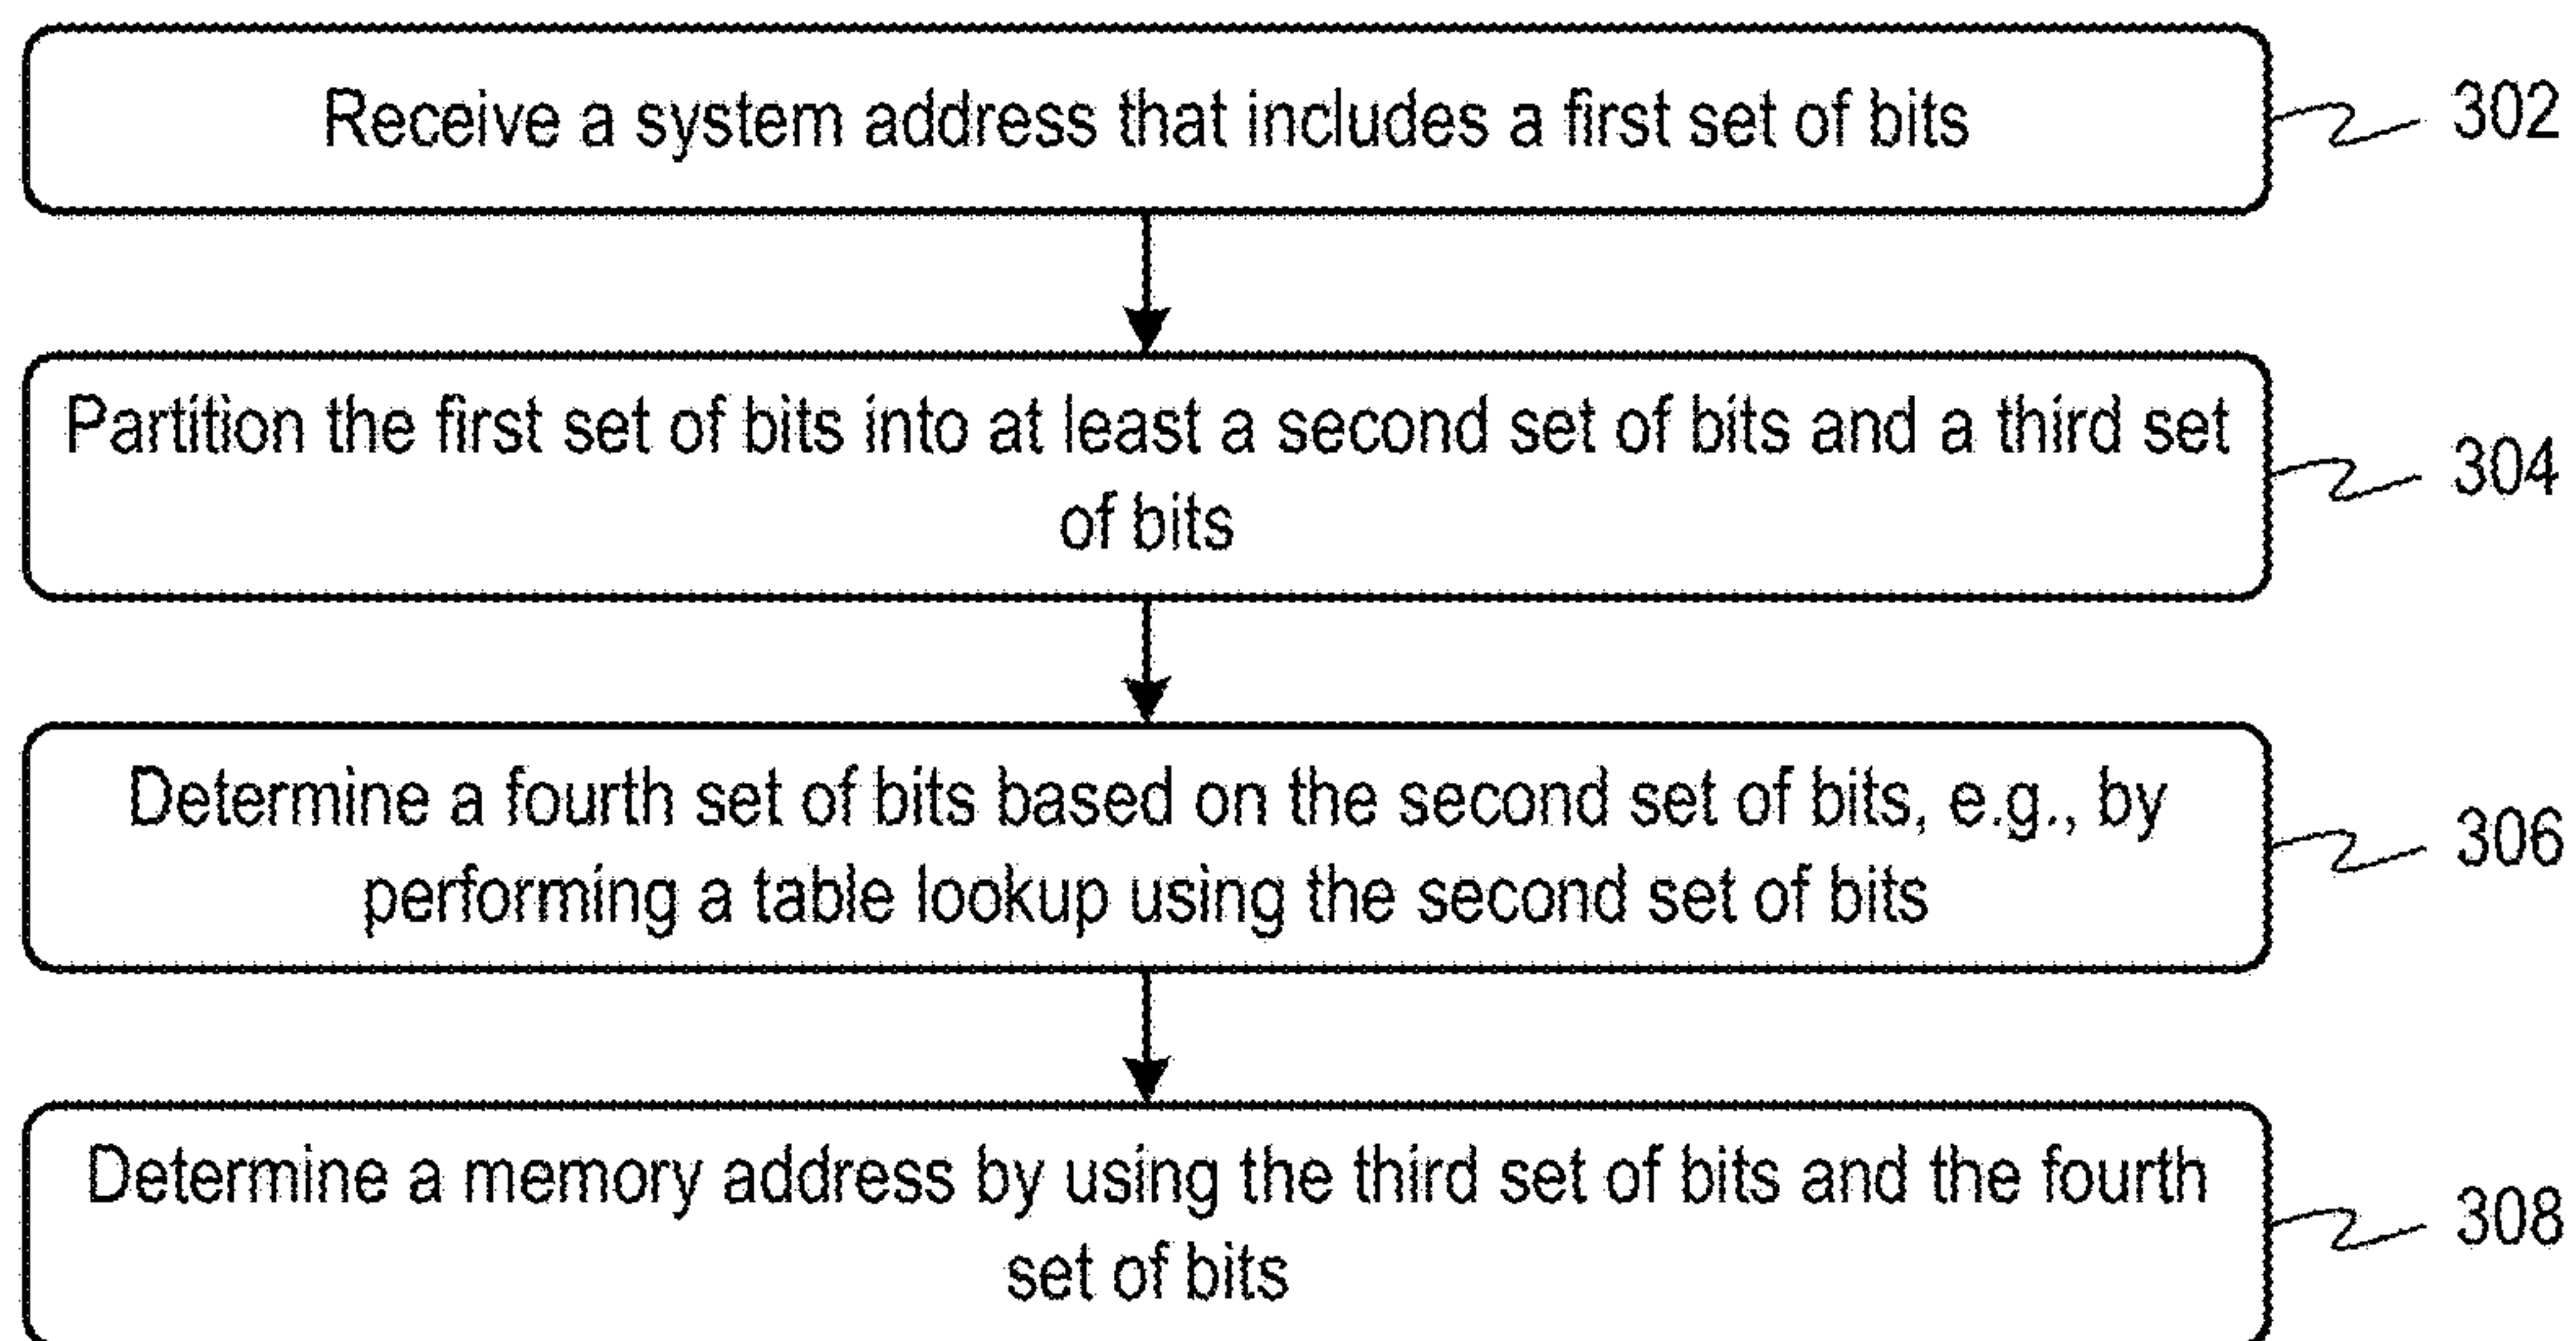 Receive a system address that includes a first set of bits
302
Partition the first set of bits into at least a second set of bits and a third set
of bits
304
Determine a fourth set of bits based on the second set of bits, e.g., by
performing a table lookup using the second set of bits
306
Determine a memory address by using the third set of bits and the fourth
set of bits
308